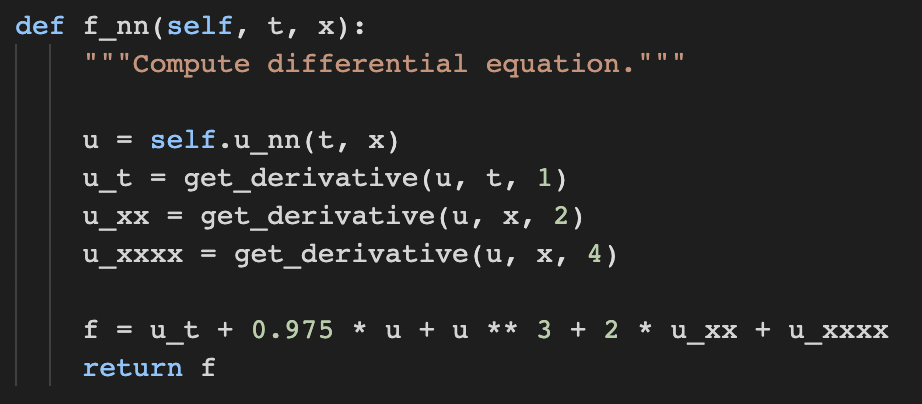 def f_nn(self, t, x):
    """Compute differential equation."""

    u = self.u_nn(t, x)
    u_t = get_derivative(u, t, 1)
    u_xx = get_derivative(u, x, 2)
    u_xxxx = get_derivative(u, x, 4)

    f = u_t + 0.975 * u + u ** 3 + 2 * u_xx + u_xxxx
    return f